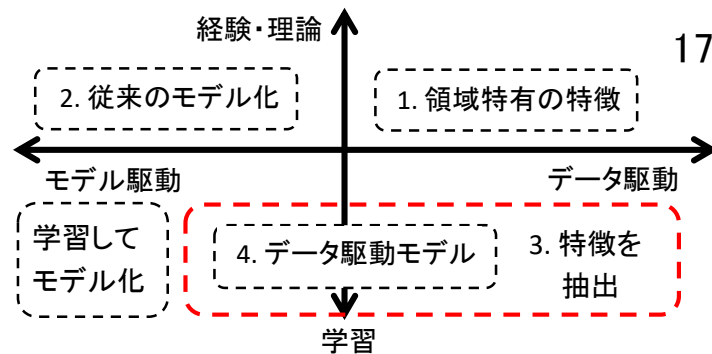 経験・理論
17
2. 従来のモデル化
1. 領域特有の特徴
モデル駆動
データ駆動
学習して
モデル化
4. データ駆動モデル
3. 特徴を
抽出
学習